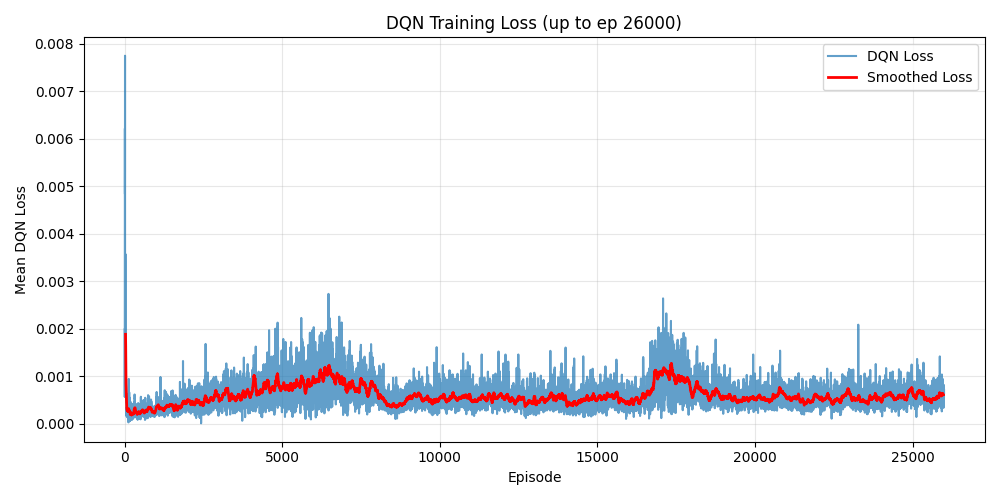 DQN Training Loss (up to ep 26000)
DQN Loss
Smoothed Loss
Mean DQN Loss
0.008
0.007
0.006
0.005
0.004
0.003
0.002
0.001
0.000
0 5000 10000 15000 20000 25000
Episode